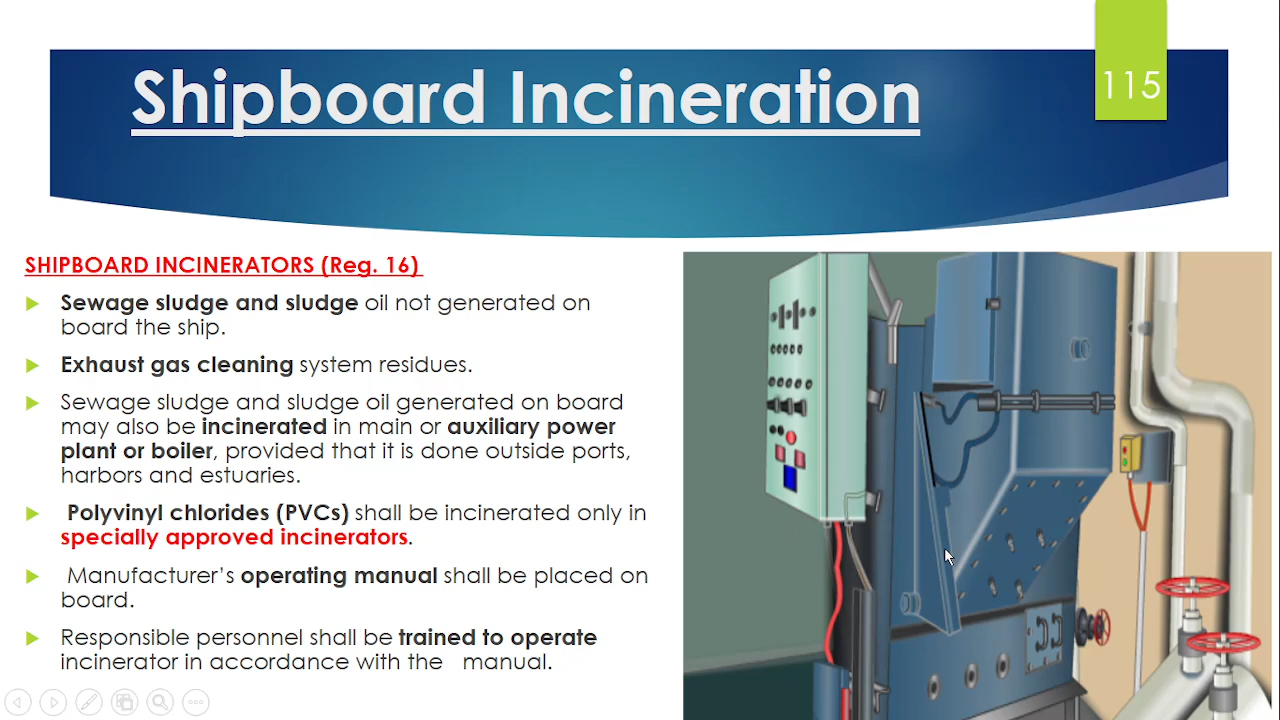 Shipboard Incineration
115
SHIPBOARD INCINERATORS (Reg. 16)
Sewage sludge and sludge oil not generated on
board the ship.
Exhaust gas cleaning system residues.
Sewage sludge and sludge oil generated on board
may also be incinerated in main or auxiliary power
plant or boiler, provided that it is done outside ports,
harbors and estuaries.
Polyvinyl chlorides (PVCs) shall be incinerated only in
specially approved incinerators.
Manufacturer's operating manual shall be placed on
board.
Responsible personnel shall be trained to operate
incinerator in accordance with the manual.